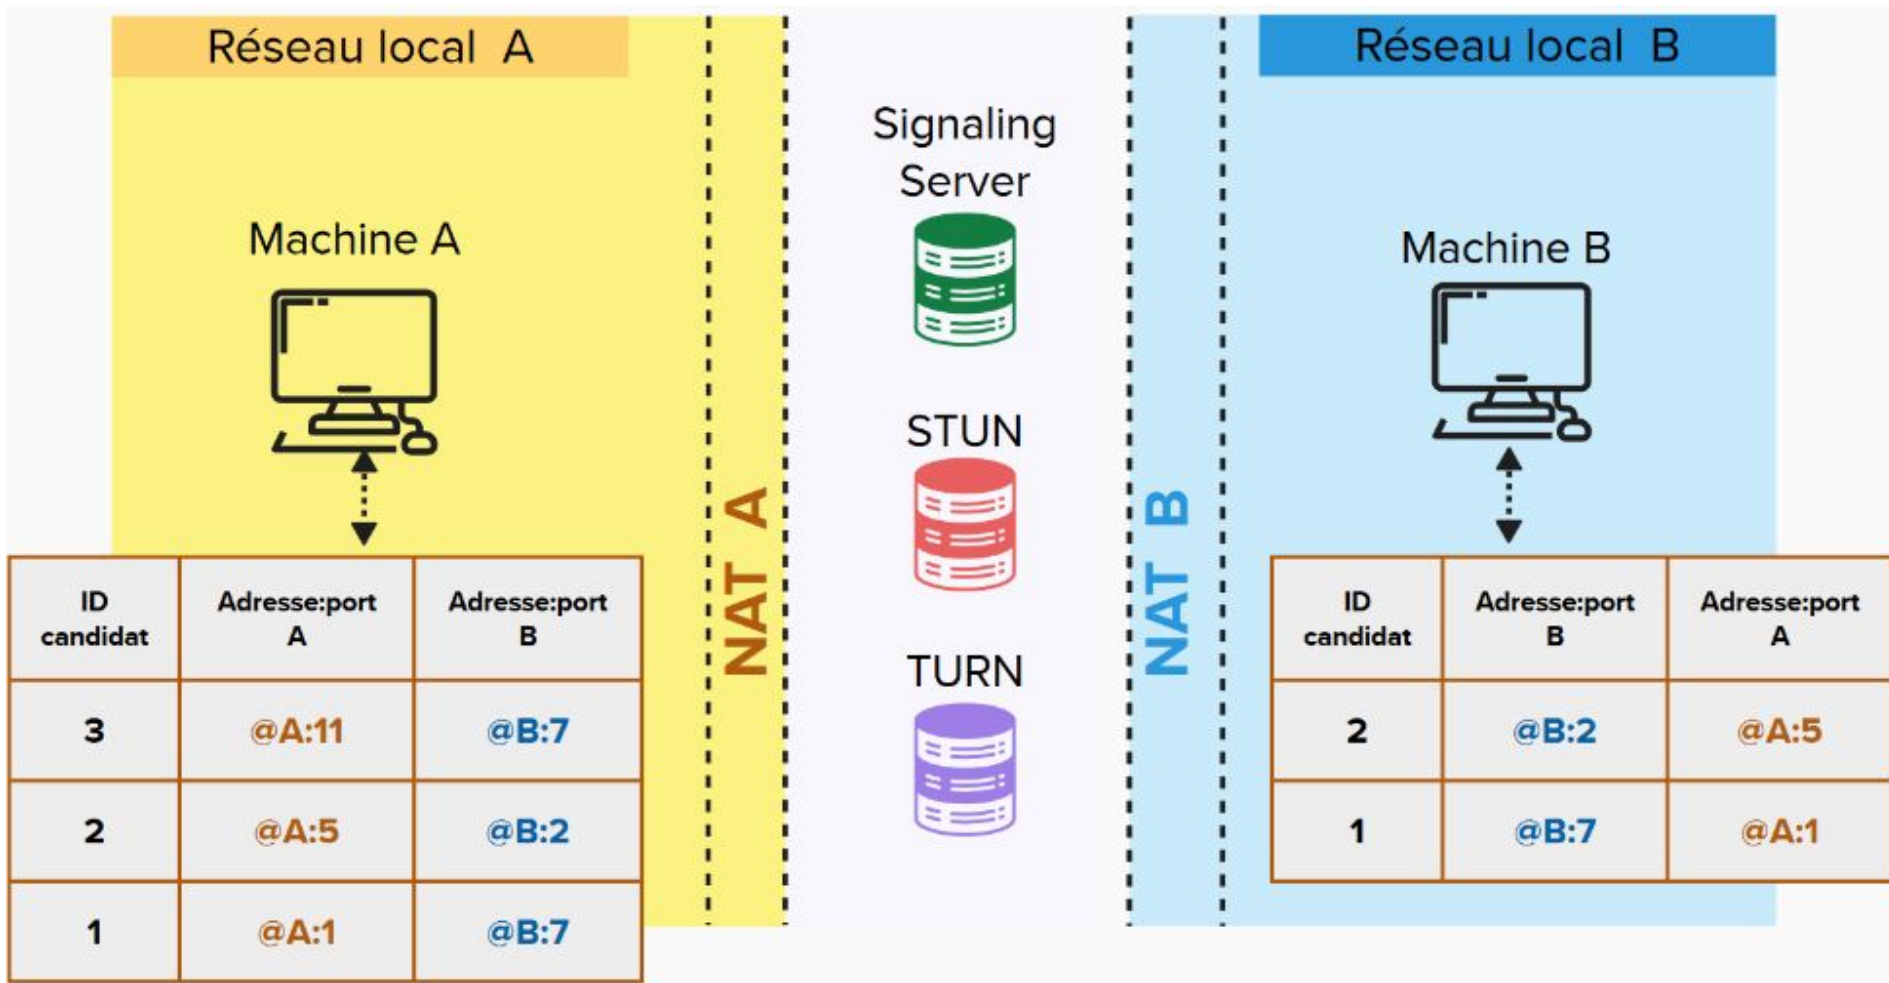 Réseau local A
Réseau local B
Signaling
Server
Machine A
Machine B
STUN
TURN
NAT A
NAT B
ID
candidat
Adresse:port
A
Adresse:port
B
3
@A:11
@B:7
2
@A:5
@B:2
1
@A:1
@B:7
ID
candidat
Adresse:port
B
Adresse:port
A
2
@B:2
@A:5
1
@B:7
@A:1